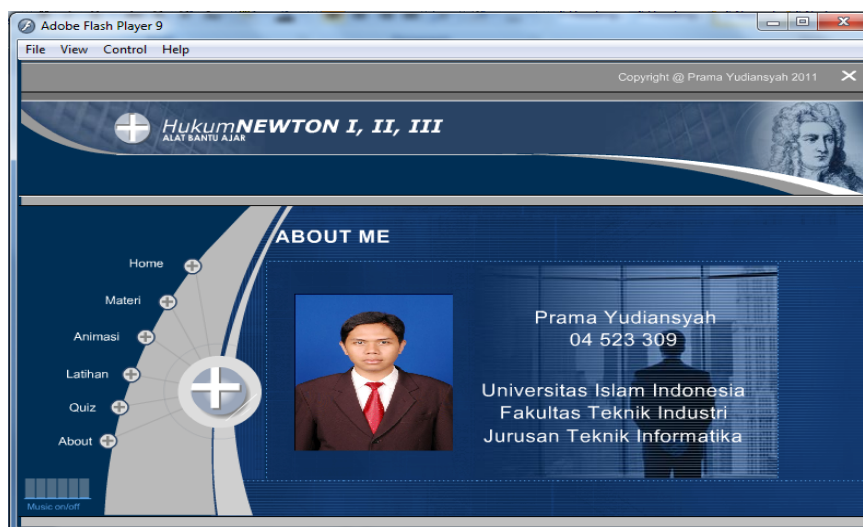 Adobe Flash Player 9
File View Control Help
Copyright @ Prama Yudiansyah 2011
HukumNEWTON I, II, III
ALAT BANTU AJAR
ABOUT ME
Home
Materi
Animasi
Latihan
Quiz
About
Music on/off
Prama Yudiansyah
04 523 309
Universitas Islam Indonesia
Fakultas Teknik Industri
Jurusan Teknik Informatika